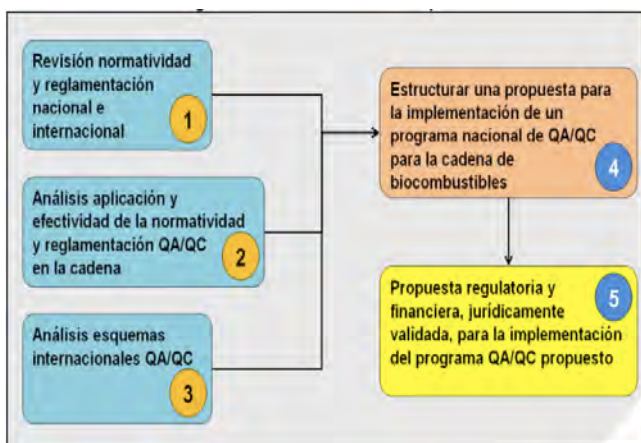 Revisión normatividad
y reglamentación
nacional e
internacional
1
Análisis aplicación y
efectividad de la normatividad
y reglamentación QA/QC
en la cadena
2
Análisis esquemas
internacionales QA/QC
3
Estructurar una propuesta para
la implementación de un
programa nacional de QA/QC
para la cadena de
biocombustibles
4
Propuesta regulatoria y
financiera, jurídicamente
validada, para la implementación
del programa QA/QC propuesto
5